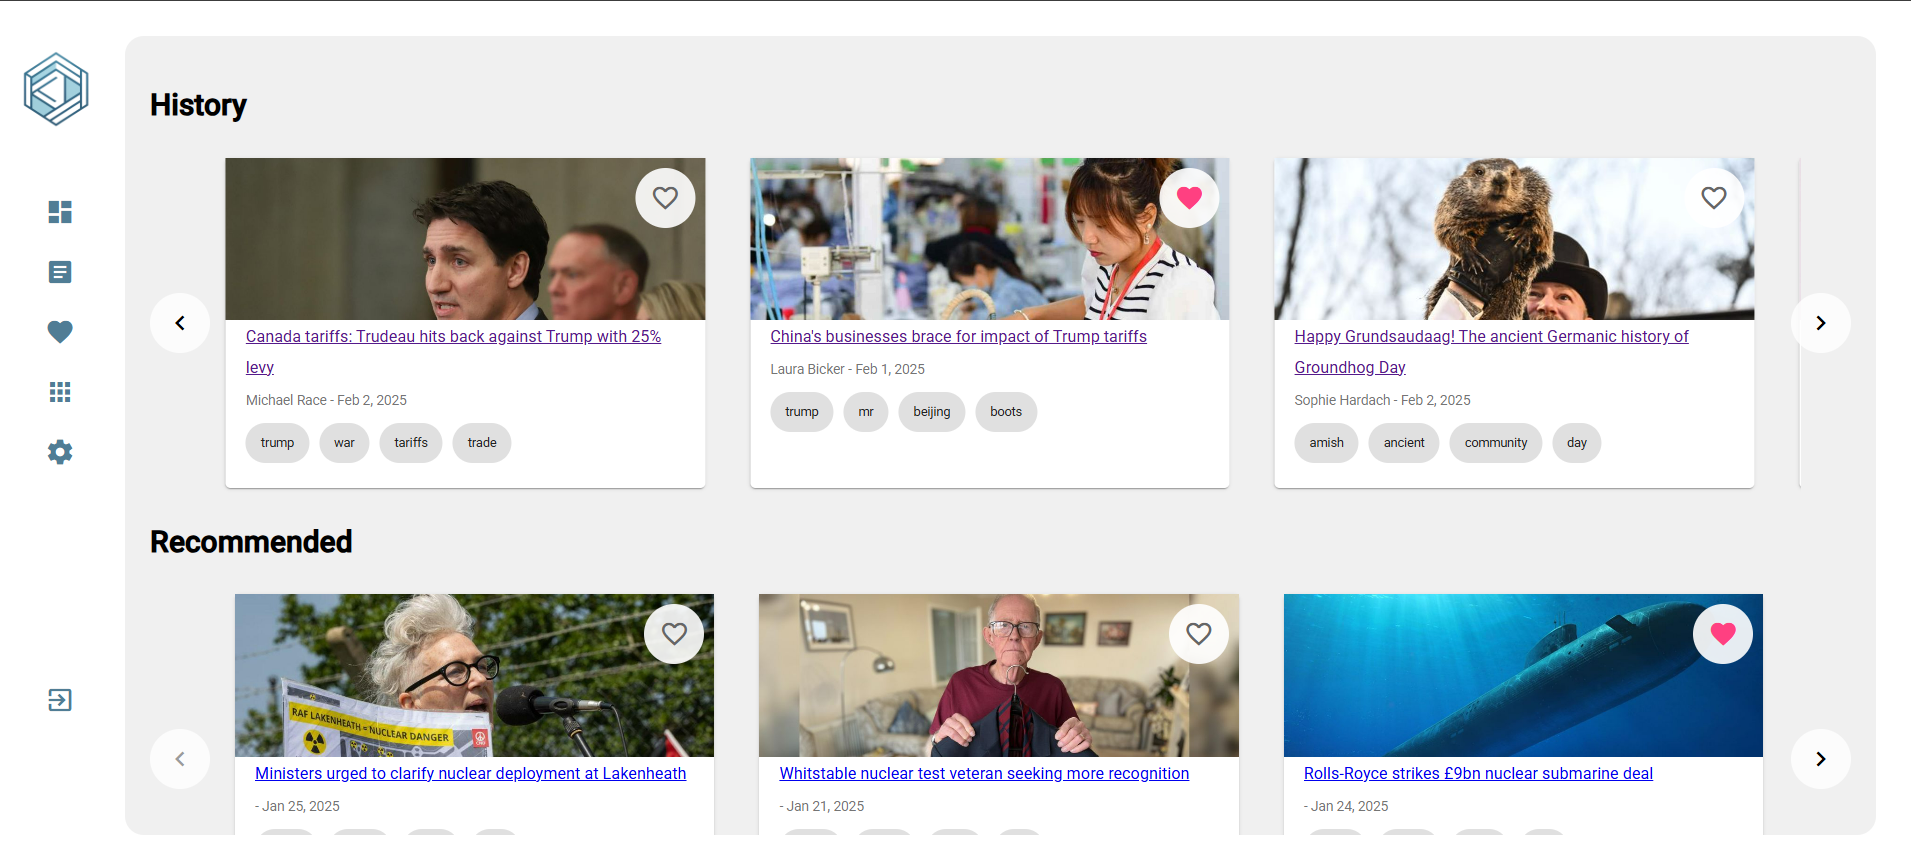 History
Canada tariffs: Trudeau hits back against Trump with 25%
levy
Michael Race - Feb 2, 2025
trump war tariffs trade
China's businesses brace for impact of Trump tariffs
Laura Bicker - Feb 1, 2025
trump mr beijing boots
Happy Grundsaudaag! The ancient Germanic history of
Groundhog Day
Sophie Hardach - Feb 2, 2025
amish ancient community day
Recommended
RAF LAKENHEATH = NUCLEAR DANGER
CND
Ministers urged to clarify nuclear deployment at Lakenheath
- Jan 25, 2025
Whitstable nuclear test veteran seeking more recognition
- Jan 21, 2025
Rolls-Royce strikes £9bn nuclear submarine deal
- Jan 24, 2025